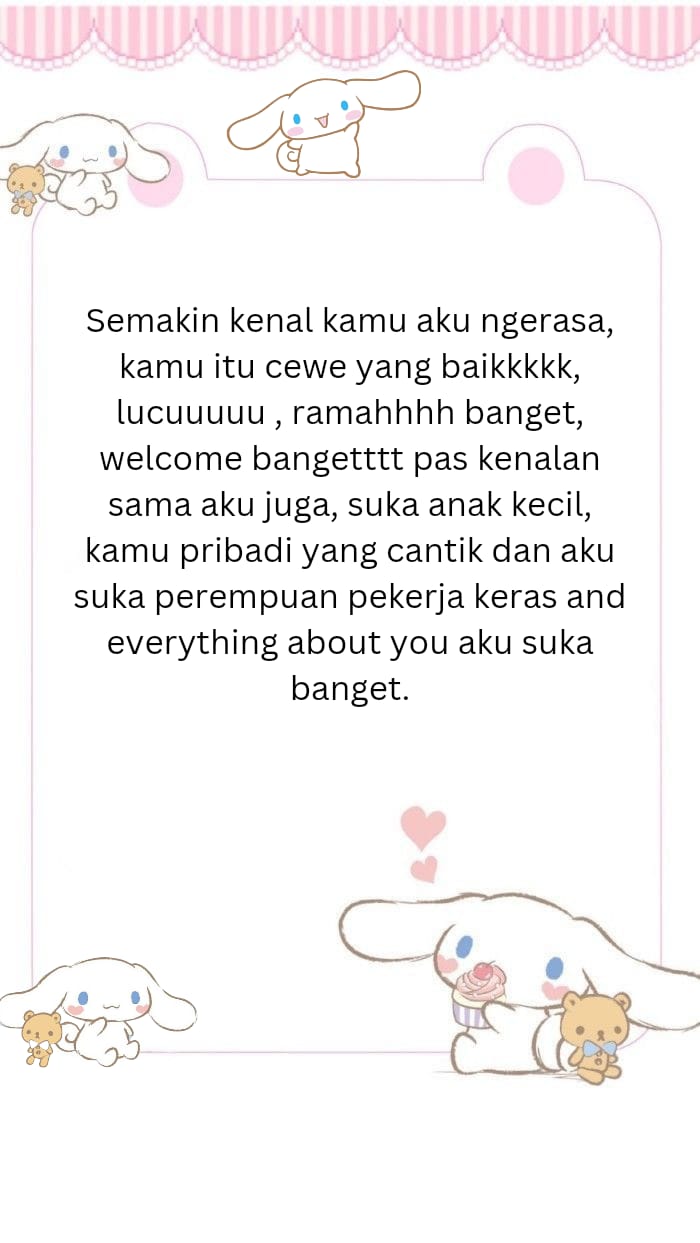 Semakin kenal kamu aku ngerasa,
kamu itu cewe yang baikkkkk,
lucuuuuu , ramahhhh banget,
welcome bangetttt pas kenalan
sama aku juga, suka anak kecil,
kamu pribadi yang cantik dan aku
suka perempuan pekerja keras and
everything about you aku suka
banget.